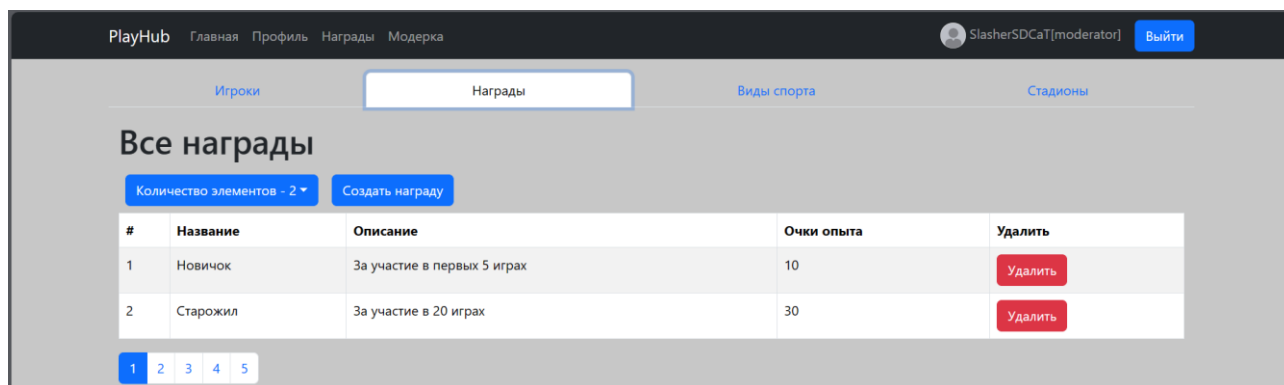 PlayHub Главная Профиль Награды Модерка SlasherSDCaT[moderator] Выйти
Игроки Награды Виды спорта Стадионы
Все награды
Количество элементов - 2 Создать награду
# Название Описание Очки опыта Удалить
1 Новичок За участие в первых 5 играх 10 Удалить
2 Старожил За участие в 20 играх 30 Удалить
1 2 3 4 5